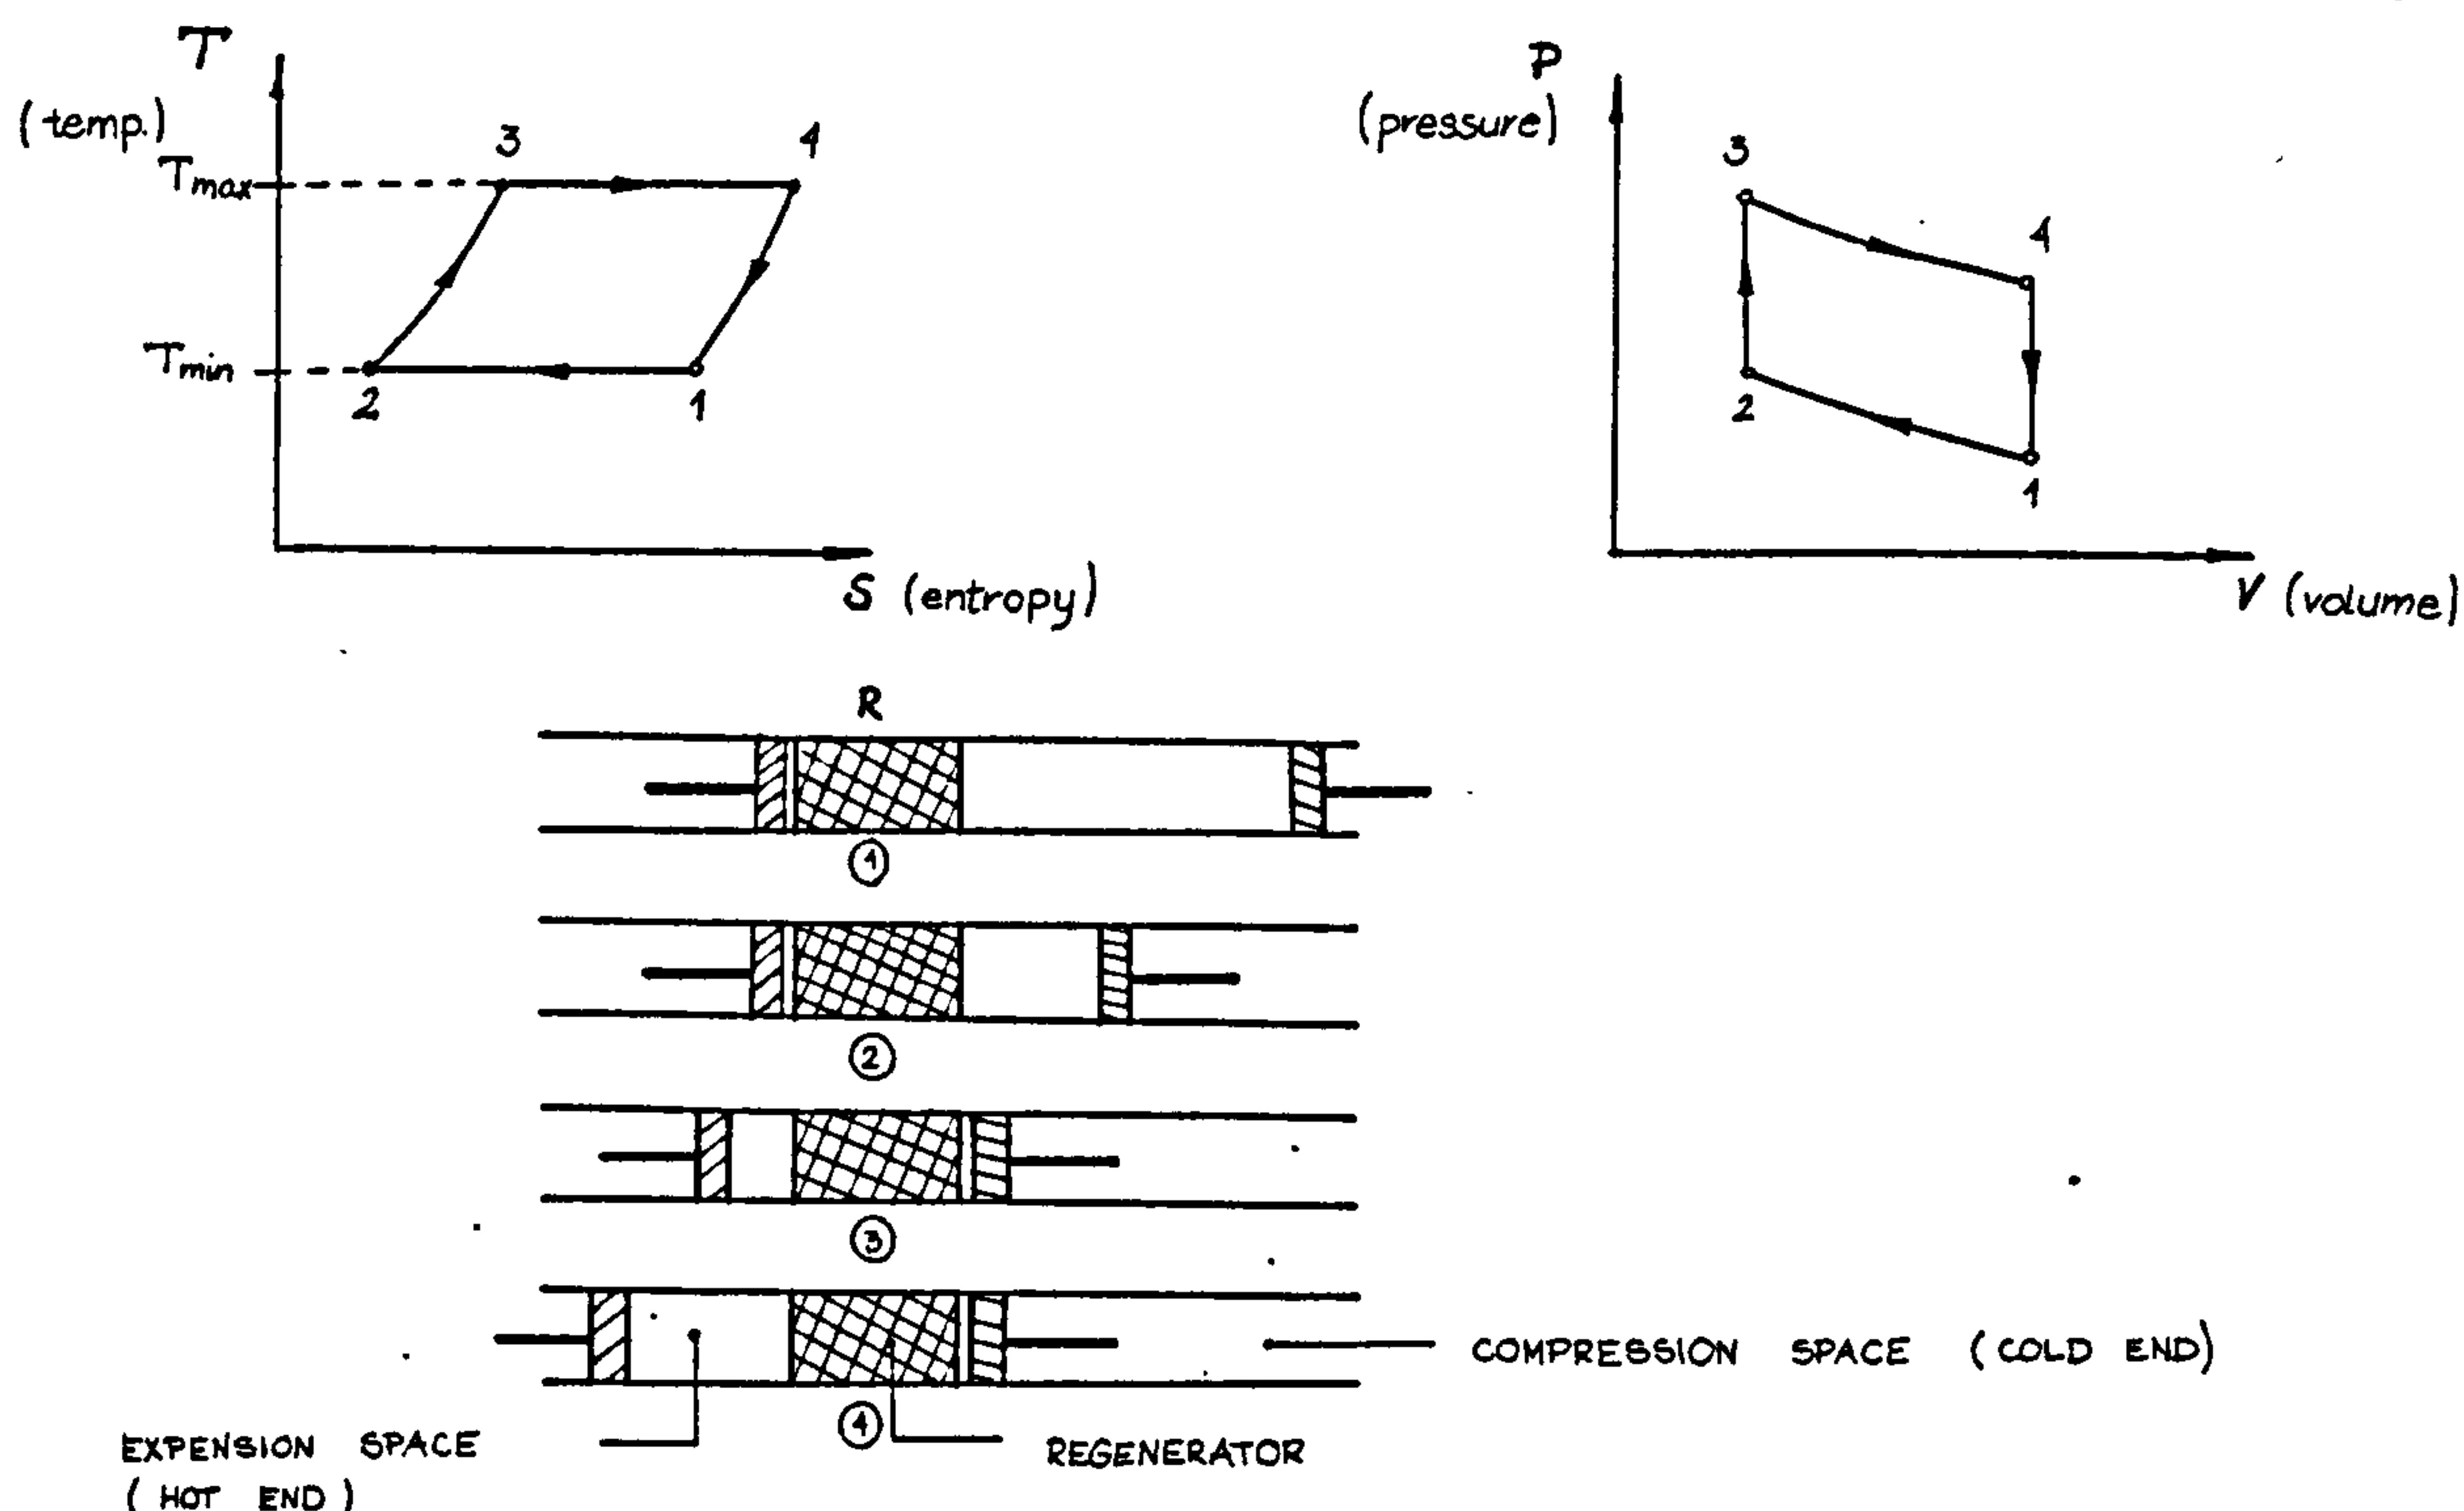 T
(temp.)
Tmax
3
4
Tmin
2
1
S (entropy)
P
(pressure)
3
4
2
1
V (volume)
R
①
②
③
④
COMPRESSION SPACE (COLD END)
EXPENSION SPACE
(HOT END)
REGENERATOR